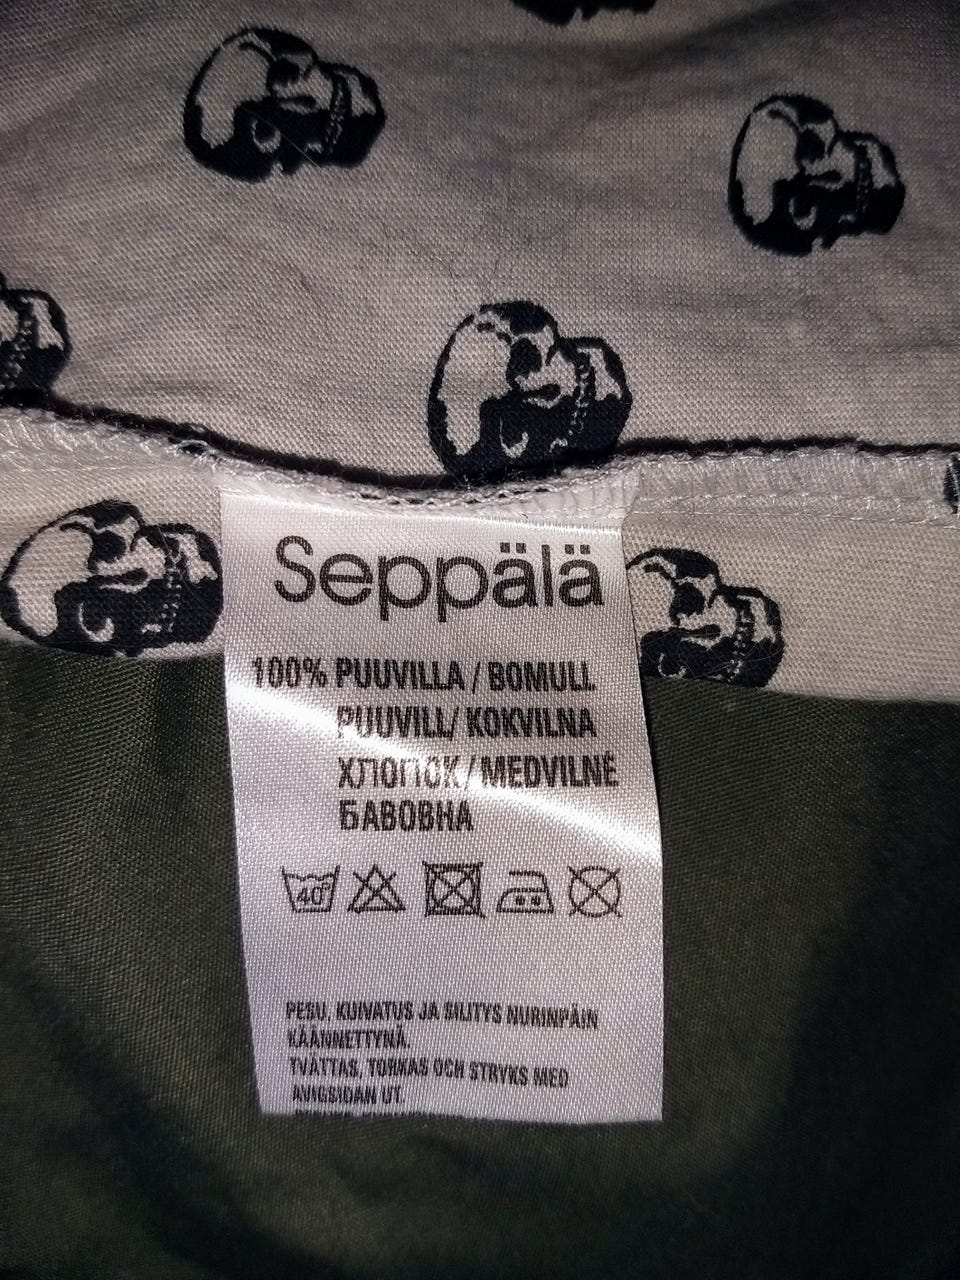 Seppälä
100% PUUVILLA / BOMULL
PUUVILL/ KOKVILNA
ХЛОПОК / MEDVILNĖ
БАВОВНА
40°
PESU, KUIVATUS JA SILITYS NURINPÄIN
KÄÄNNETTYNÄ.
TVÄTTAS, TORKAS OCH STRYKS MED
AVIGSIDAN UT.